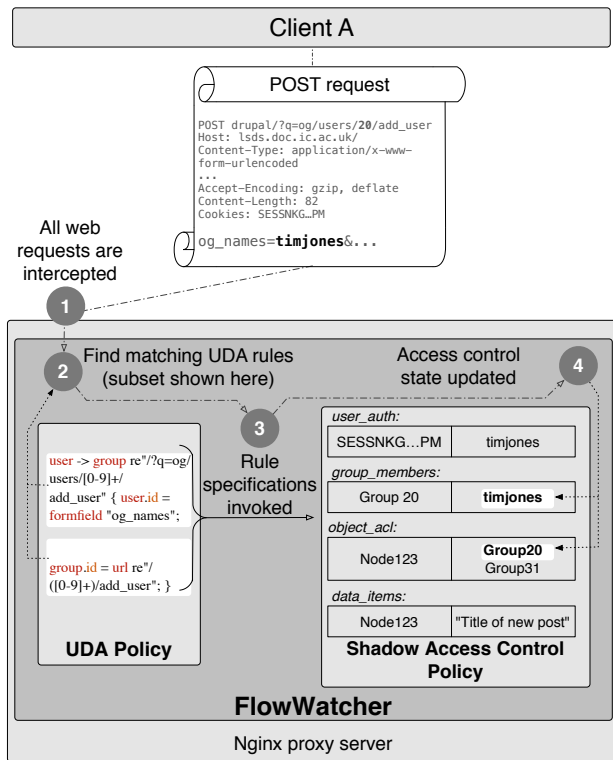 Client A
POST request
POST drupal/?q=og/users/20/add_user
Host: lsds.doc.ic.ac.uk/
Content-Type: application/x-www-
form-urlencoded
...
Accept-Encoding: gzip, deflate
Content-Length: 82
Cookies: SESSNKG…PM
og_names=timjones&...
All web
requests are
intercepted
1
2
Find matching UDA rules
(subset shown here)
3
Rule
specifications
invoked
Access control
state updated
4
user -> group re"/?q=og/
users/[0-9]+/
add_user" { user.id =
formfield "og_names";
group.id = url re"/
([0-9]+)/add_user"; }
UDA Policy
user_auth:
SESSNKG…PM timjones
group_members:
Group 20 timjones
object_acl:
Node123 Group20
Group31
data_items:
Node123 "Title of new post"
Shadow Access Control
Policy
FlowWatcher
Nginx proxy server